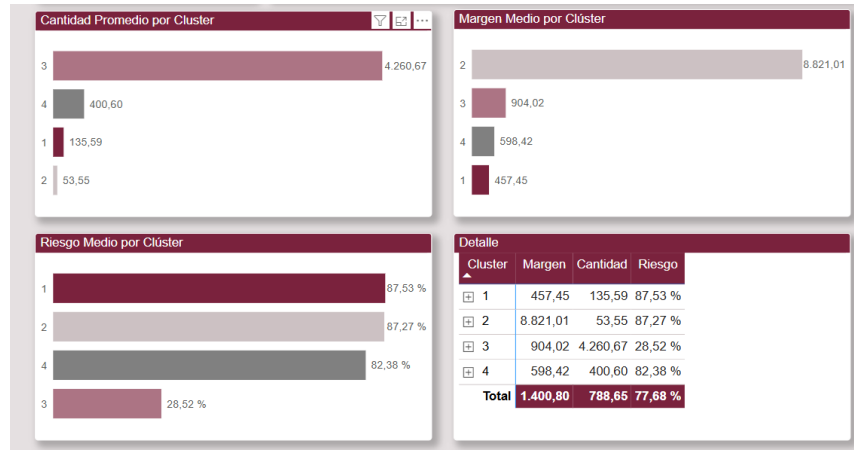 Cantidad Promedio por Cluster
3 4.260,67
4 400,60
1 135,59
2 53,55
Margen Medio por Clúster
2 8.821,01
3 904,02
4 598,42
1 457,45
Riesgo Medio por Clúster
1 87,53 %
2 87,27 %
4 82,38 %
3 28,52 %
Detalle
Cluster Margen Cantidad Riesgo
1 457,45 135,59 87,53 %
2 8.821,01 53,55 87,27 %
3 904,02 4.260,67 28,52 %
4 598,42 400,60 82,38 %
Total 1.400,80 788,65 77,68 %